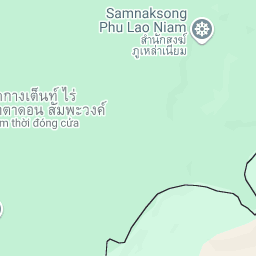 Samnaksong
Phu Lao Niam
สำนักสงฆ์
ภูเหล่าเนียม
กางเต็นท์ ไร่
ตาดอน สัมพะวงค์
m thời đóng cửa